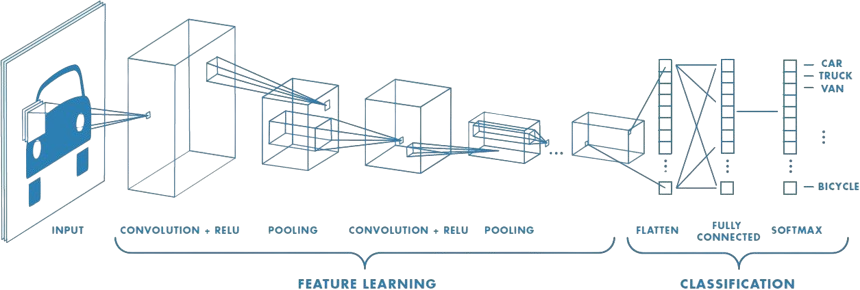 CAR
TRUCK
VAN
BICYCLE
INPUT
CONVOLUTION + RELU
POOLING
CONVOLUTION + RELU
POOLING
FLATTEN
FULLY
CONNECTED
SOFTMAX
FEATURE LEARNING
CLASSIFICATION